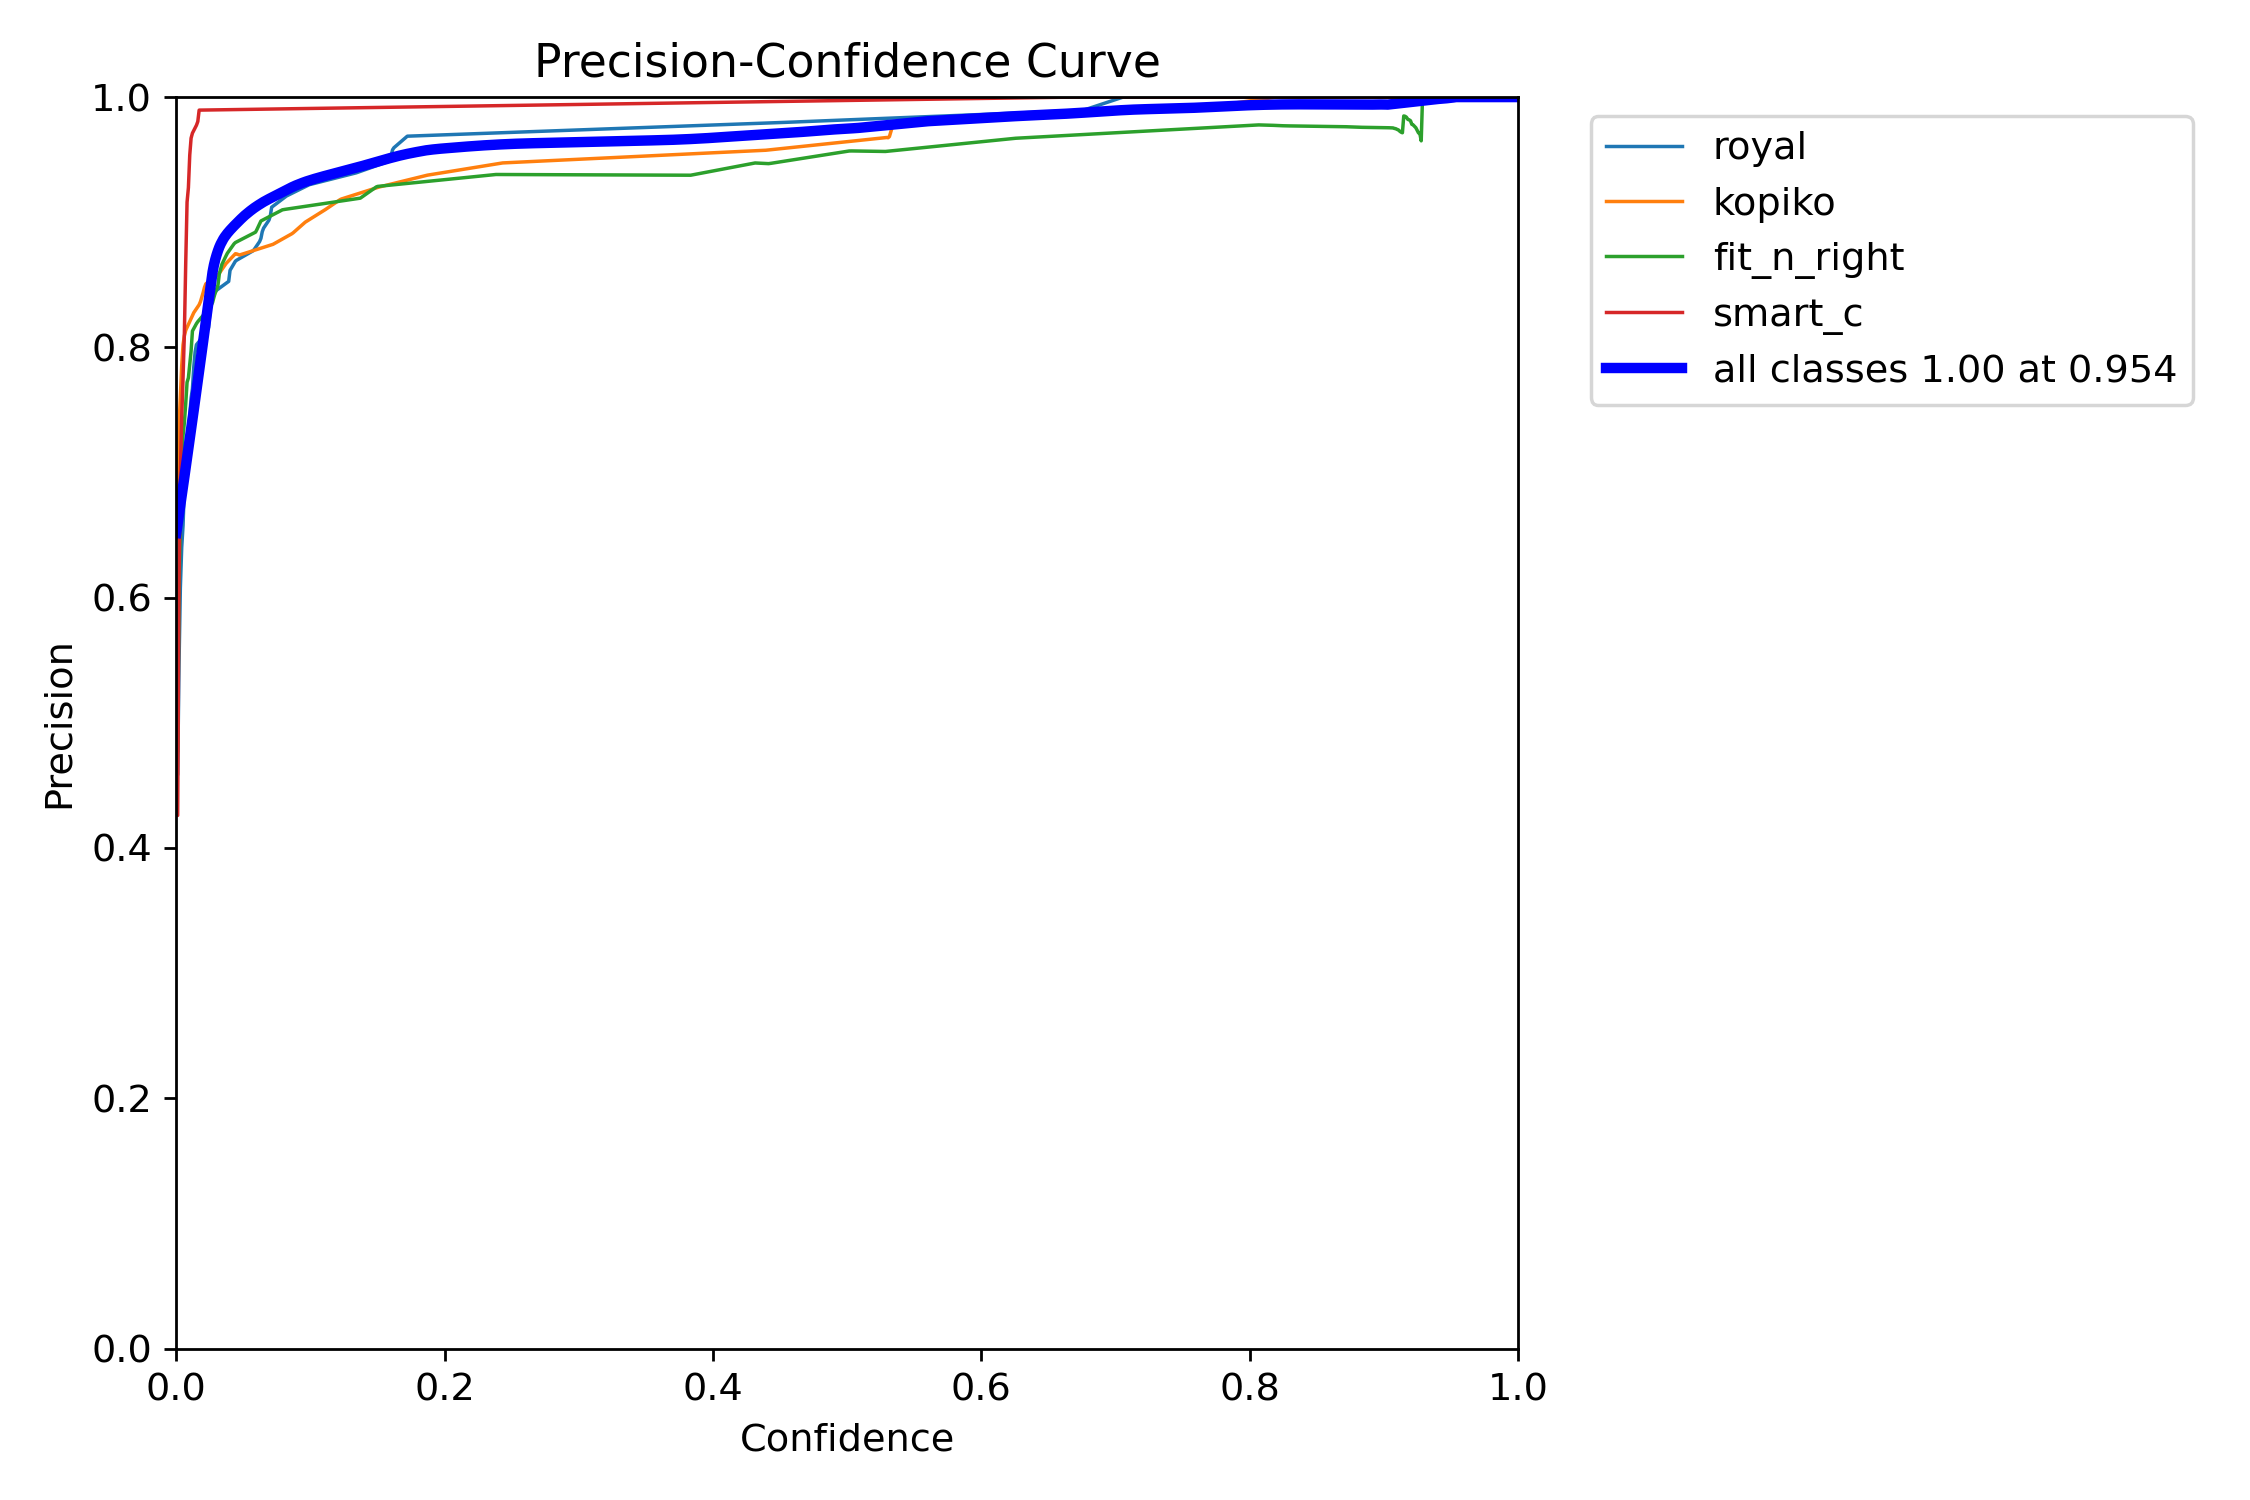 Precision-Confidence Curve
1.0
0.8
0.6
0.4
0.2
0.0
Precision
0.0 0.2 0.4 0.6 0.8 1.0
Confidence
royal
kopiko
fit_n_right
smart_c
all classes 1.00 at 0.954